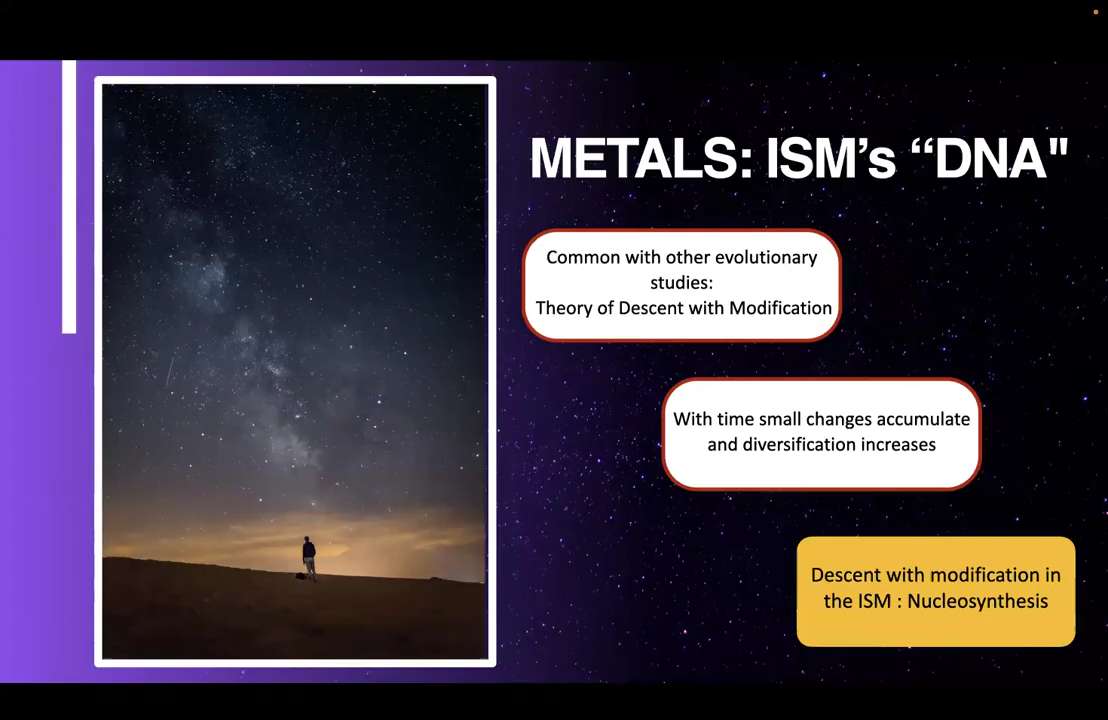 METALS: ISM’s “DNA"
Common with other evolutionary
studies:
Theory of Descent with Modification
With time small changes accumulate
and diversification increases
Descent with modification in
the ISM : Nucleosynthesis